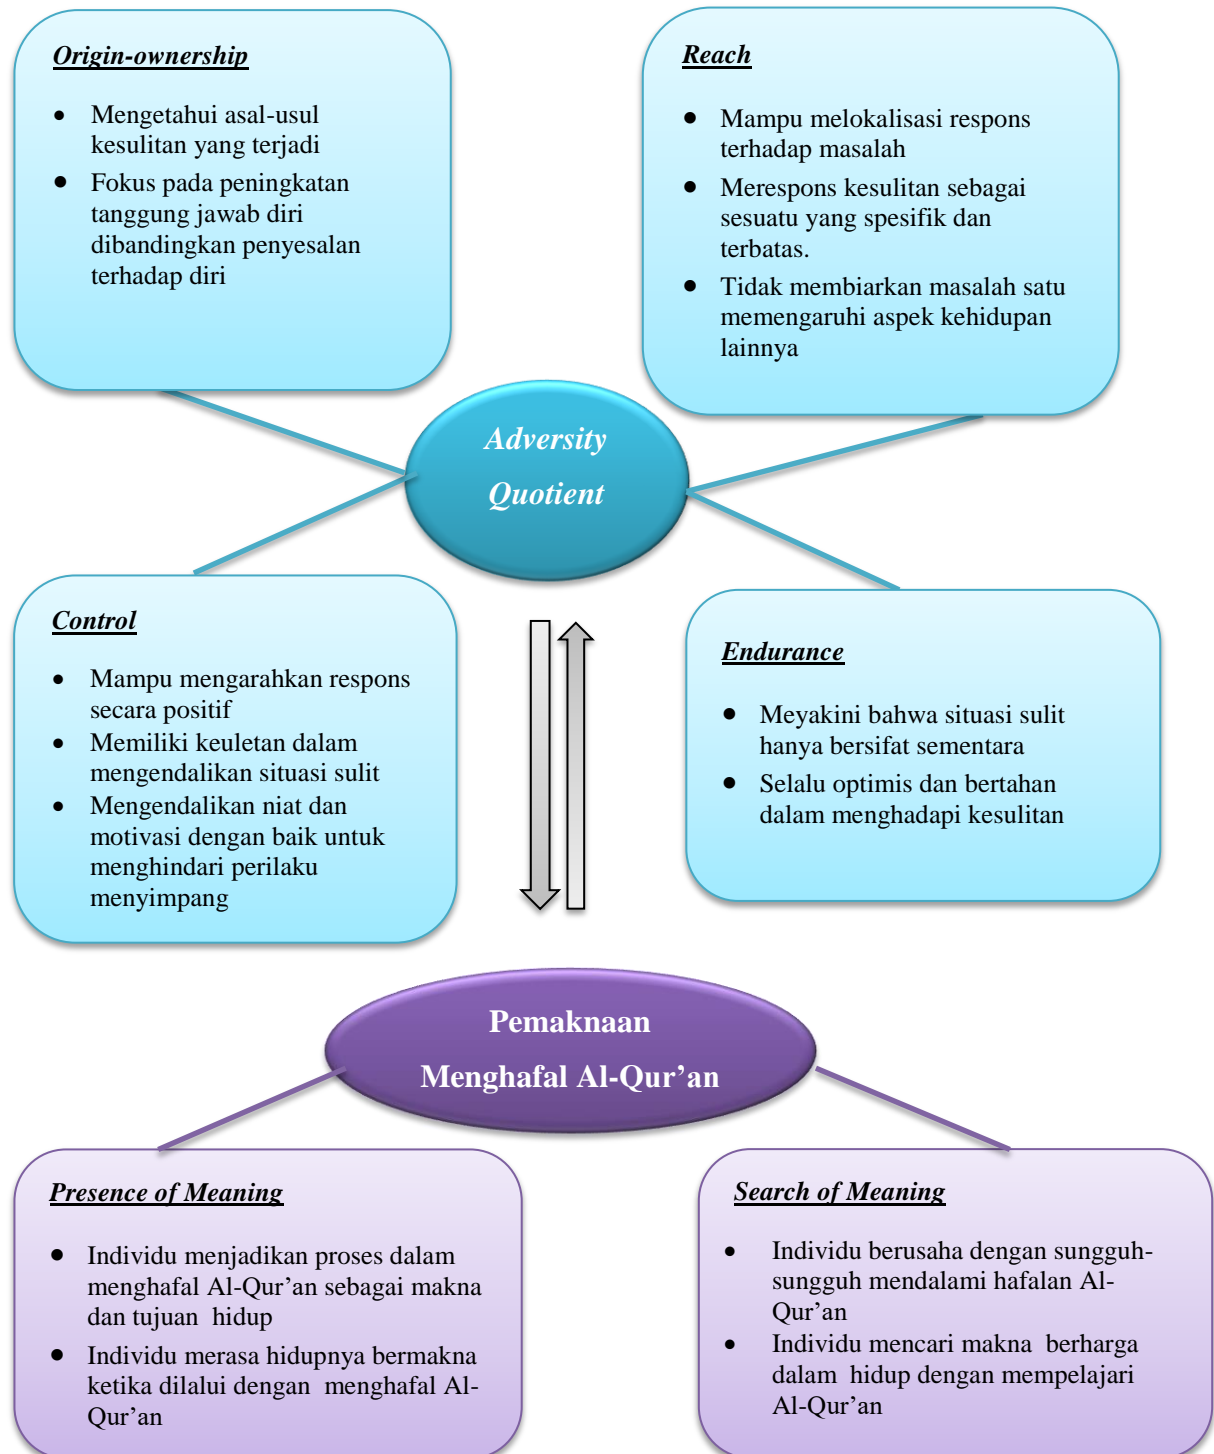 Origin-ownership
• Mengetahui asal-usul
kesulitan yang terjadi
• Fokus pada peningkatan
tanggung jawab diri
dibandingkan penyesalan
terhadap diri
Reach
• Mampu melokalisasi respons
terhadap masalah
• Merespons kesulitan sebagai
sesuatu yang spesifik dan
terbatas.
• Tidak membiarkan masalah satu
memengaruhi aspek kehidupan
lainnya
Adversity
Quotient
Control
• Mampu mengarahkan respons
secara positif
• Memiliki keuletan dalam
mengendalikan situasi sulit
• Mengendalikan niat dan
motivasi dengan baik untuk
menghindari perilaku
menyimpang
Endurance
• Meyakini bahwa situasi sulit
hanya bersifat sementara
• Selalu optimis dan bertahan
dalam menghadapi kesulitan
Pemaknaan
Menghafal Al-Qur’an
Presence of Meaning
• Individu menjadikan proses dalam
menghafal Al-Qur’an sebagai makna
dan tujuan hidup
• Individu merasa hidupnya bermakna
ketika dilalui dengan menghafal Al-
Qur’an
Search of Meaning
• Individu berusaha dengan sungguh-
sungguh mendalami hafalan Al-
Qur’an
• Individu mencari makna berharga
dalam hidup dengan mempelajari
Al-Qur’an